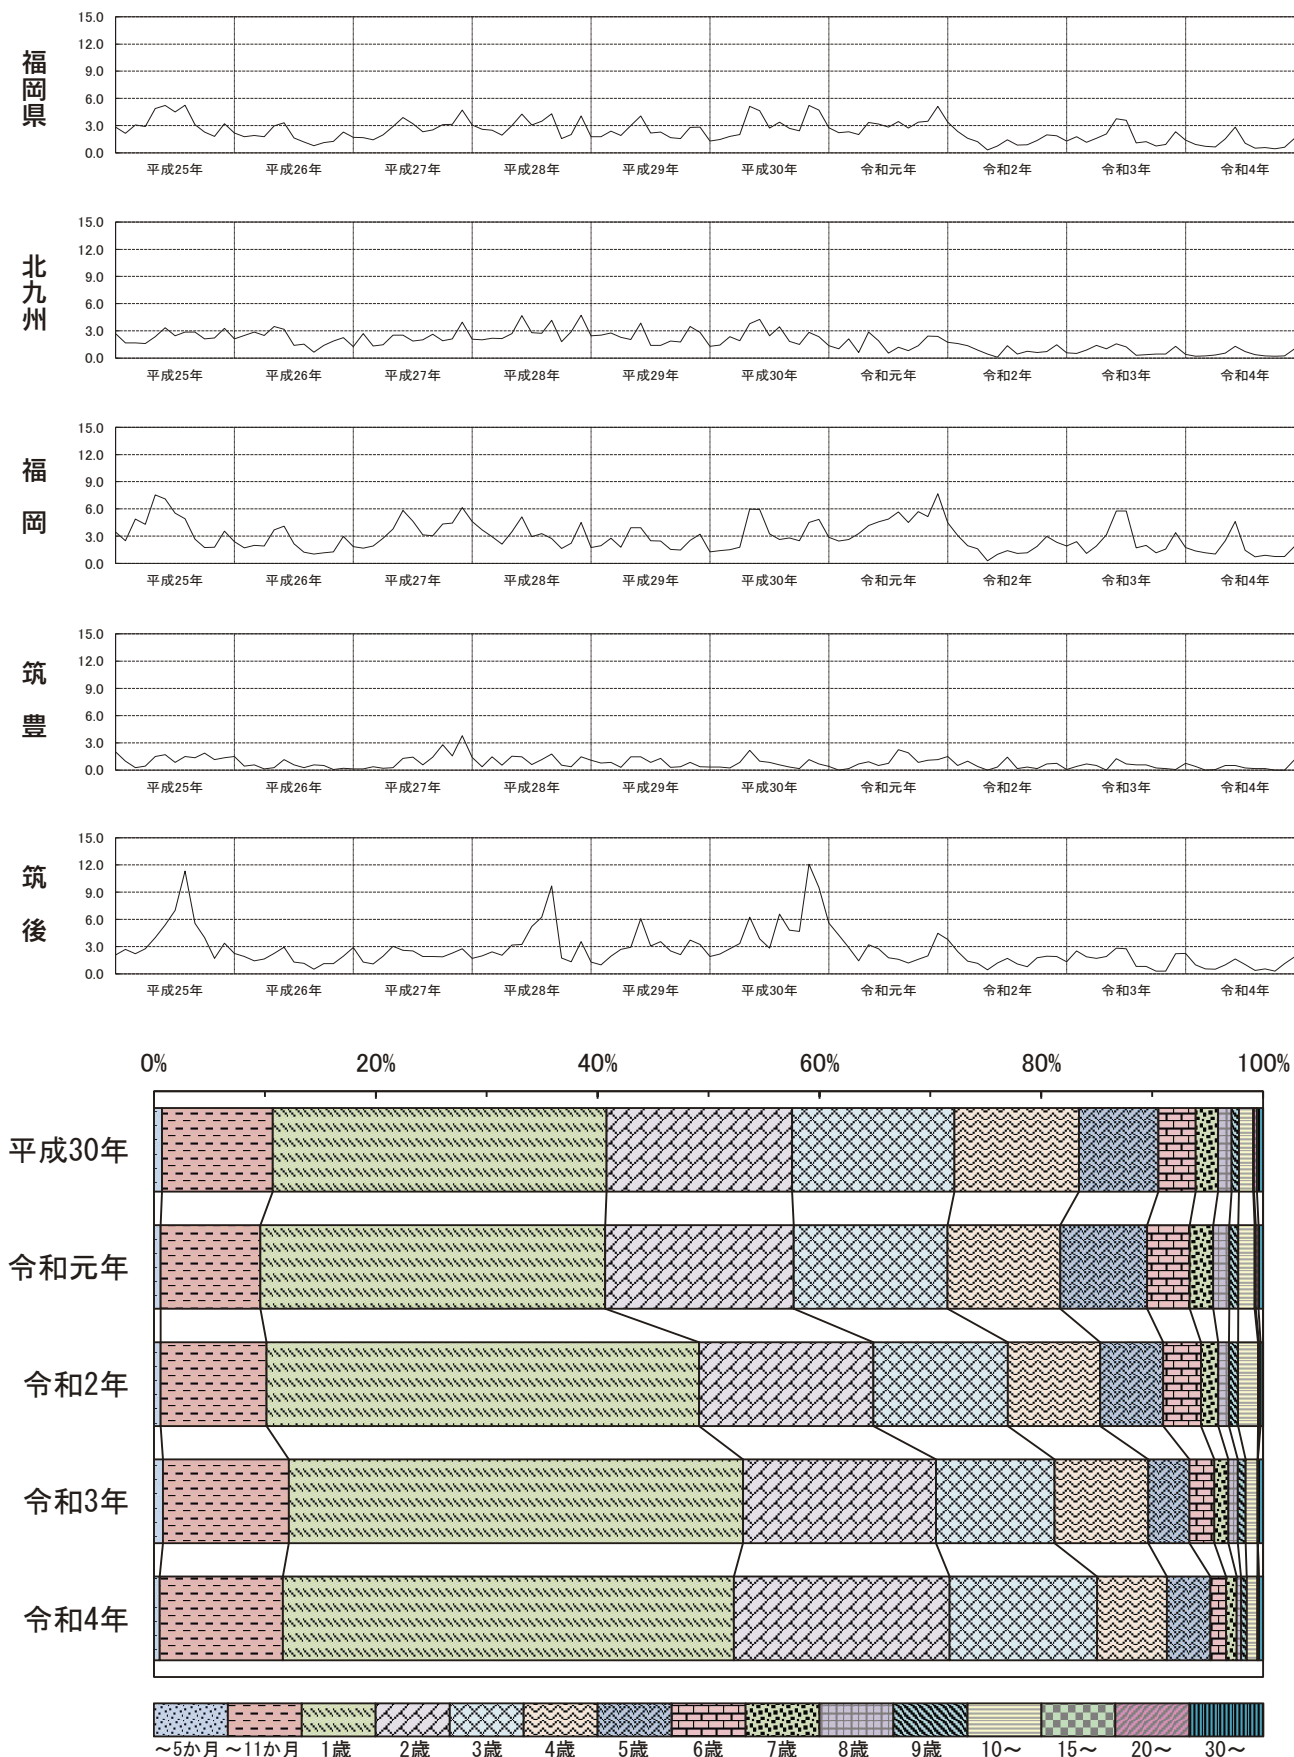 福岡県
15.0
12.0
9.0
6.0
3.0
0.0
平成25年 平成26年 平成27年 平成28年 平成29年 平成30年 令和元年 令和2年 令和3年 令和4年
北九州
15.0
12.0
9.0
6.0
3.0
0.0
平成25年 平成26年 平成27年 平成28年 平成29年 平成30年 令和元年 令和2年 令和3年 令和4年
福岡
15.0
12.0
9.0
6.0
3.0
0.0
平成25年 平成26年 平成27年 平成28年 平成29年 平成30年 令和元年 令和2年 令和3年 令和4年
筑豊
15.0
12.0
9.0
6.0
3.0
0.0
平成25年 平成26年 平成27年 平成28年 平成29年 平成30年 令和元年 令和2年 令和3年 令和4年
筑後
15.0
12.0
9.0
6.0
3.0
0.0
平成25年 平成26年 平成27年 平成28年 平成29年 平成30年 令和元年 令和2年 令和3年 令和4年
0% 20% 40% 60% 80% 100%
平成30年
令和元年
令和2年
令和3年
令和4年
～5か月 ～11か月 1歳 2歳 3歳 4歳 5歳 6歳 7歳 8歳 9歳 10～ 15～ 20～ 30～